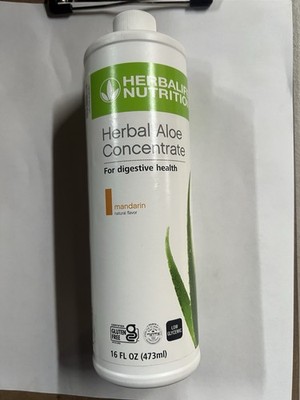 HERBALIFE
NUTRITION
Herbal Aloe
Concentrate
For digestive health
mandarin
natural flavor
GLUTEN
FREE
LOW
GLYCEMIC
16 FL OZ (473ml)